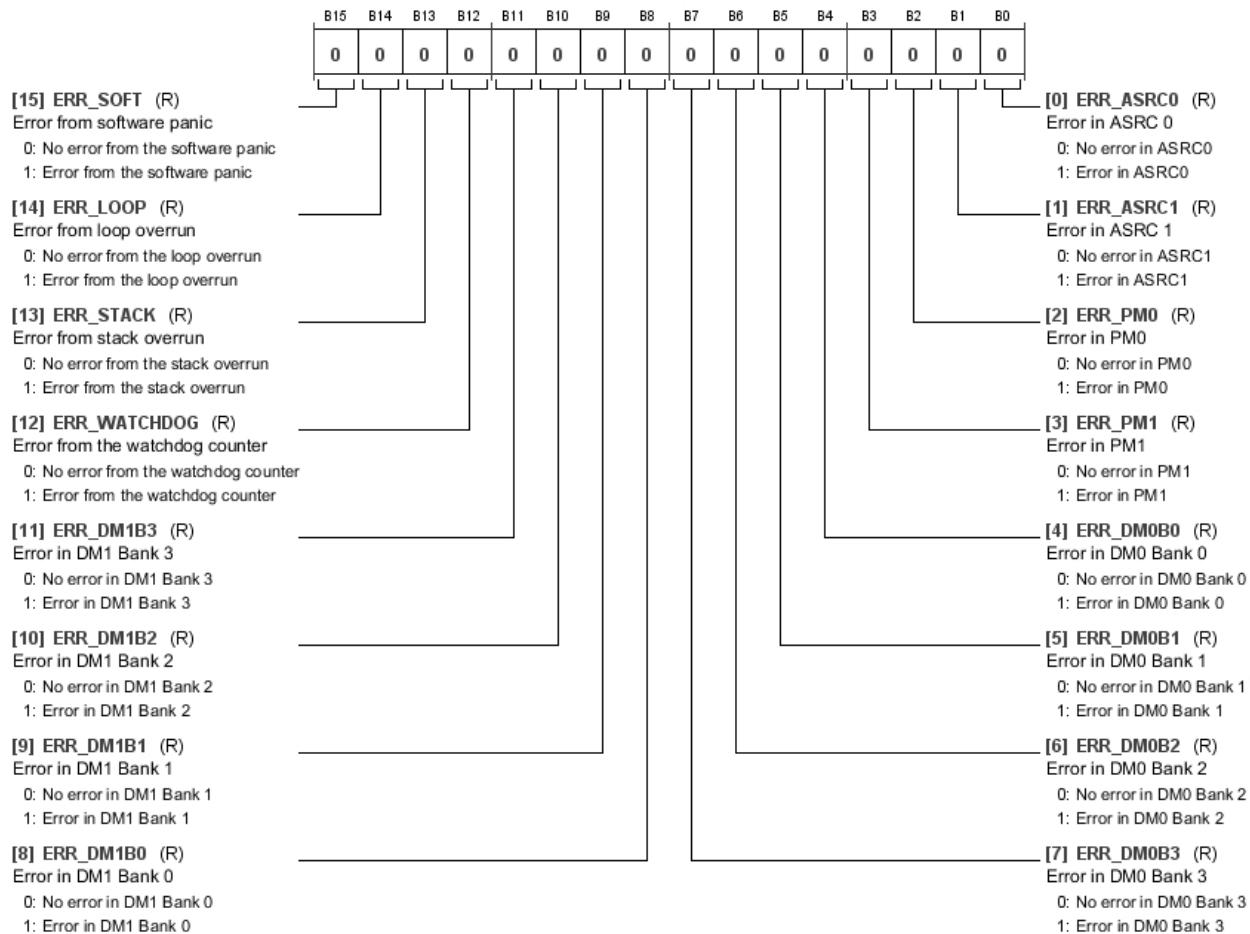 B15 B14 B13 B12 B11 B10 B9 B8 B7 B6 B5 B4 B3 B2 B1 B0
0 0 0 0 0 0 0 0 0 0 0 0 0 0 0 0
[15] ERR_SOFT (R)
Error from software panic
0: No error from the software panic
1: Error from the software panic
[14] ERR_LOOP (R)
Error from loop overrun
0: No error from the loop overrun
1: Error from the loop overrun
[13] ERR_STACK (R)
Error from stack overrun
0: No error from the stack overrun
1: Error from the stack overrun
[12] ERR_WATCHDOG (R)
Error from the watchdog counter
0: No error from the watchdog counter
1: Error from the watchdog counter
[11] ERR_DM1B3 (R)
Error in DM1 Bank 3
0: No error in DM1 Bank 3
1: Error in DM1 Bank 3
[10] ERR_DM1B2 (R)
Error in DM1 Bank 2
0: No error in DM1 Bank 2
1: Error in DM1 Bank 2
[9] ERR_DM1B1 (R)
Error in DM1 Bank 1
0: No error in DM1 Bank 1
1: Error in DM1 Bank 1
[8] ERR_DM1B0 (R)
Error in DM1 Bank 0
0: No error in DM1 Bank 0
1: Error in DM1 Bank 0
[0] ERR_ASRC0 (R)
Error in ASRC 0
0: No error in ASRC0
1: Error in ASRC0
[1] ERR_ASRC1 (R)
Error in ASRC 1
0: No error in ASRC1
1: Error in ASRC1
[2] ERR_PM0 (R)
Error in PM0
0: No error in PM0
1: Error in PM0
[3] ERR_PM1 (R)
Error in PM1
0: No error in PM1
1: Error in PM1
[4] ERR_DM0B0 (R)
Error in DM0 Bank 0
0: No error in DM0 Bank 0
1: Error in DM0 Bank 0
[5] ERR_DM0B1 (R)
Error in DM0 Bank 1
0: No error in DM0 Bank 1
1: Error in DM0 Bank 1
[6] ERR_DM0B2 (R)
Error in DM0 Bank 2
0: No error in DM0 Bank 2
1: Error in DM0 Bank 2
[7] ERR_DM0B3 (R)
Error in DM0 Bank 3
0: No error in DM0 Bank 3
1: Error in DM0 Bank 3